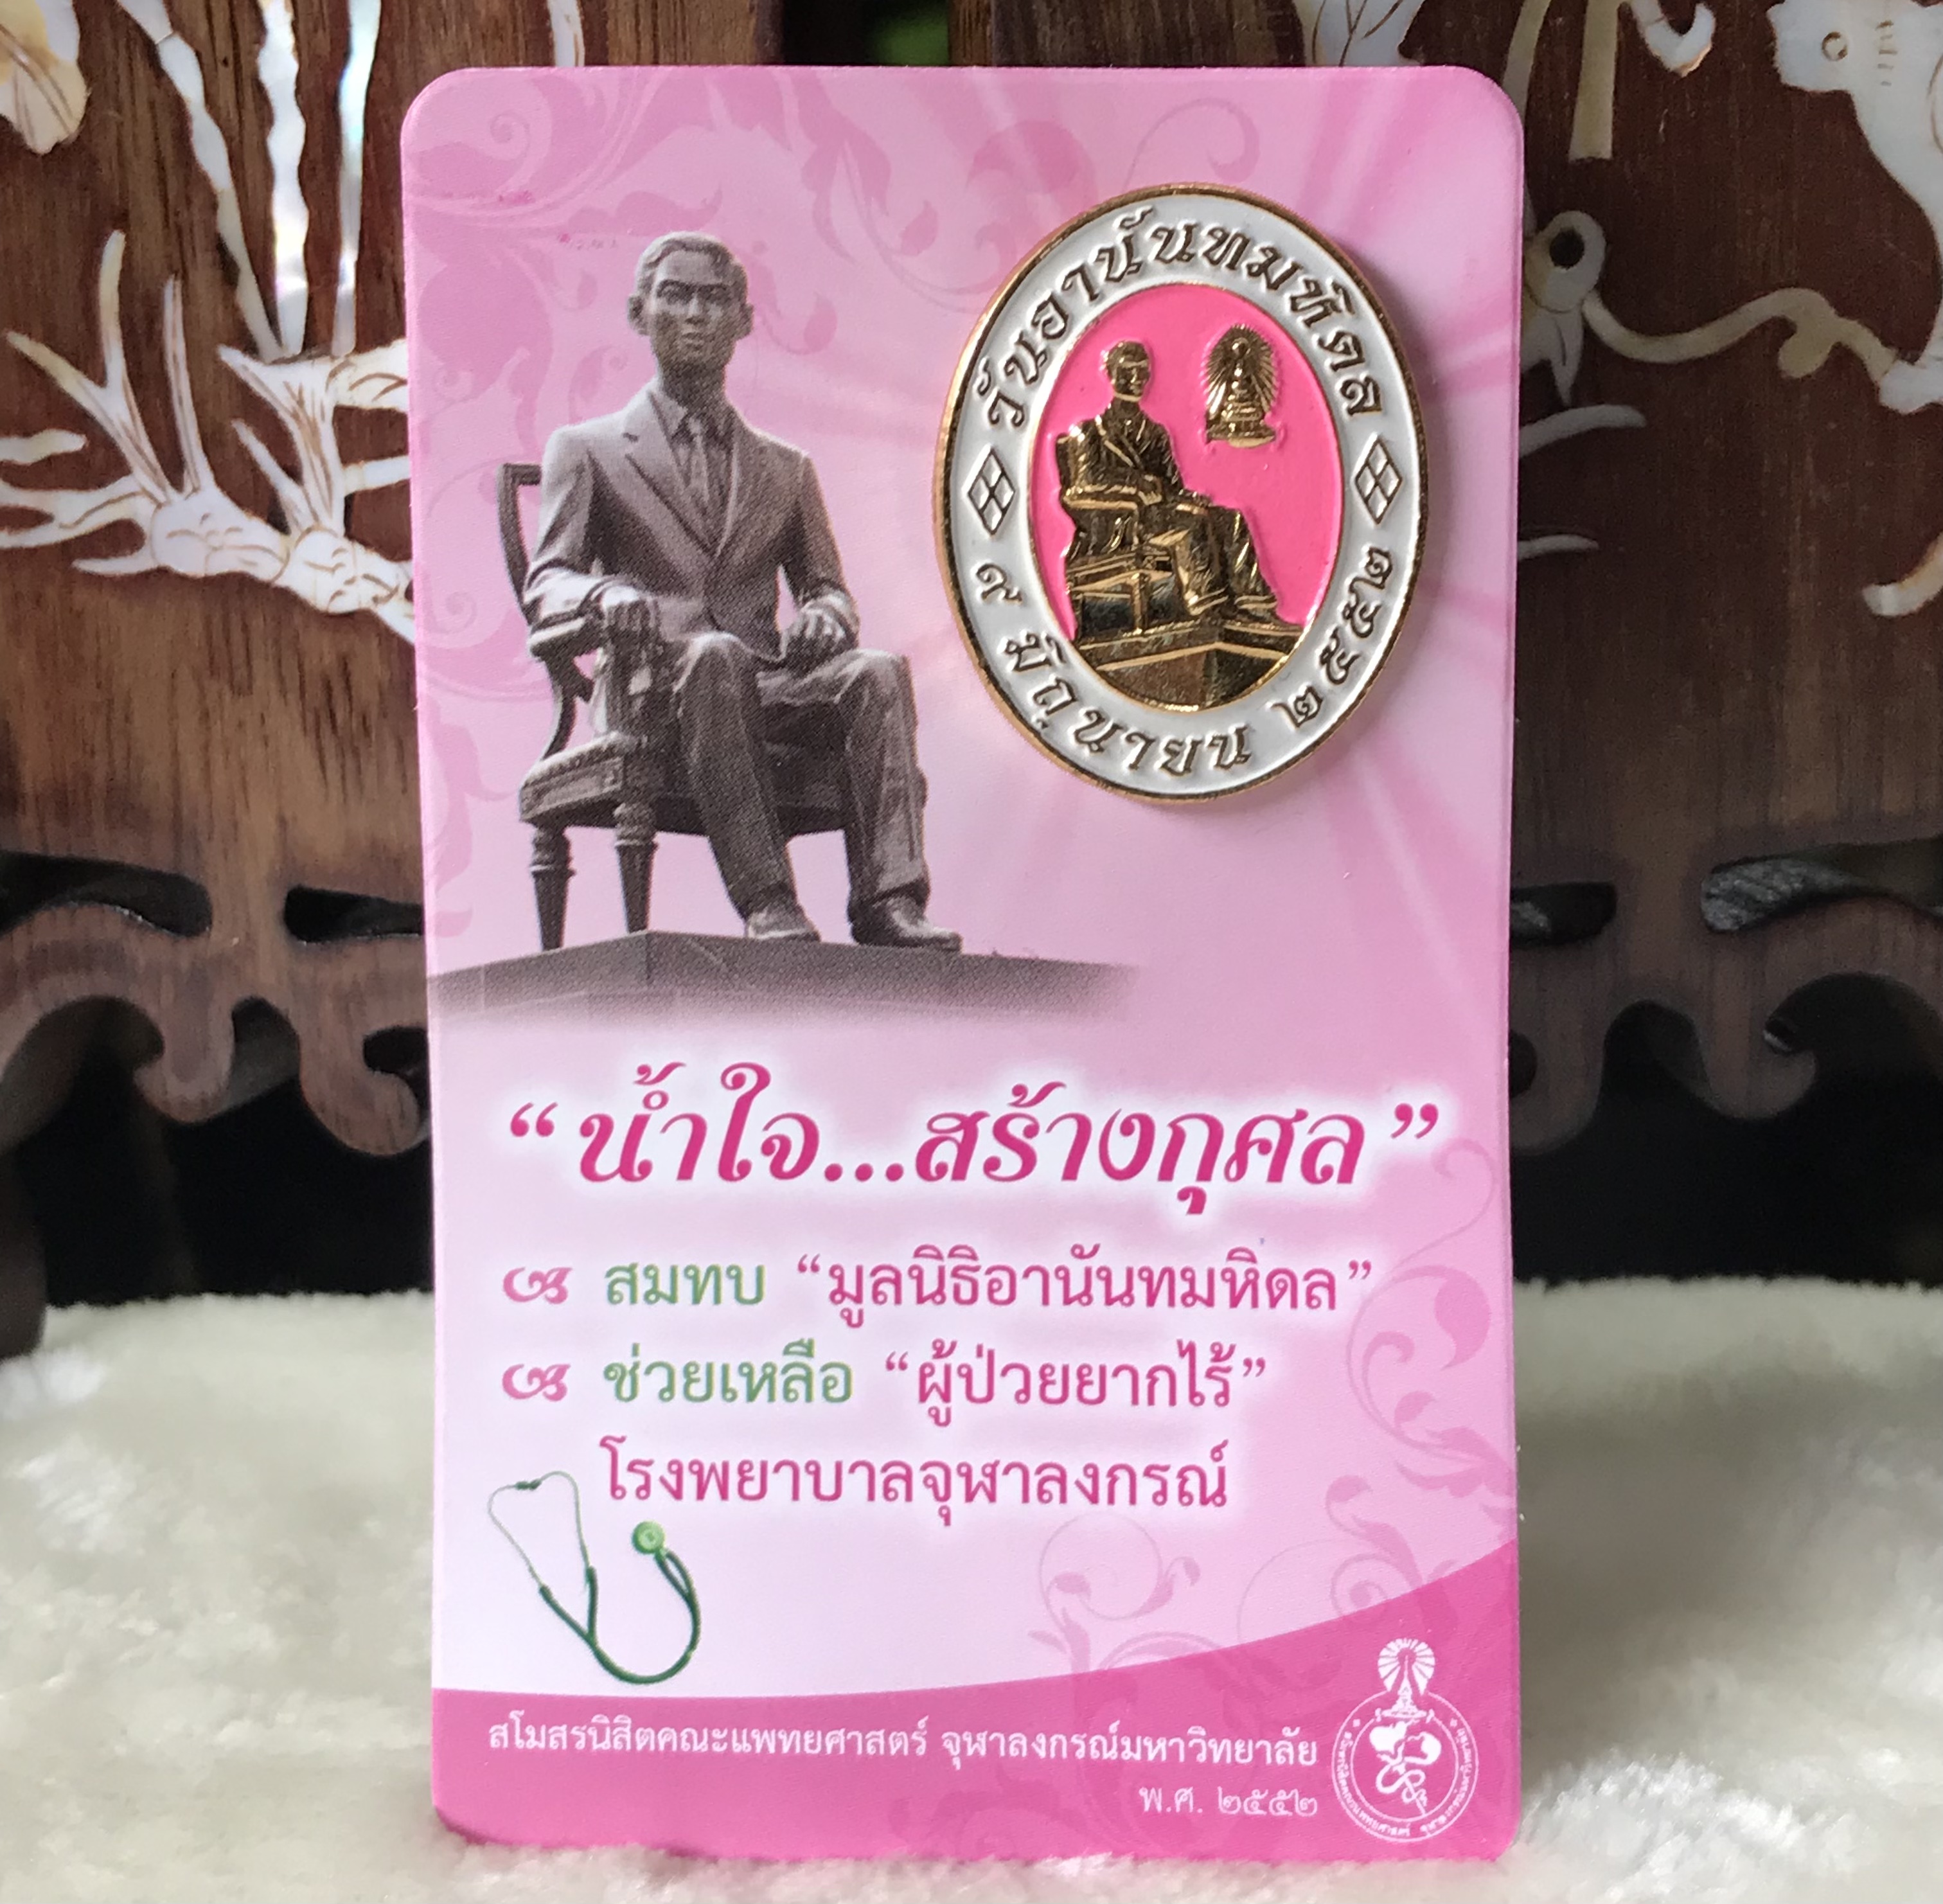 วันอานันทมหิดล
๙ มิถุนายน ๒๕๕๒
“น้ำใจ...สร้างกุศล”
สมทบ “มูลนิธิอานันทมหิดล”
ช่วยเหลือ “ผู้ป่วยยากไร้”
โรงพยาบาลจุฬาลงกรณ์
สโมสรนิสิตคณะแพทยศาสตร์ จุฬาลงกรณ์มหาวิทยาลัย
พ.ศ. ๒๕๕๒